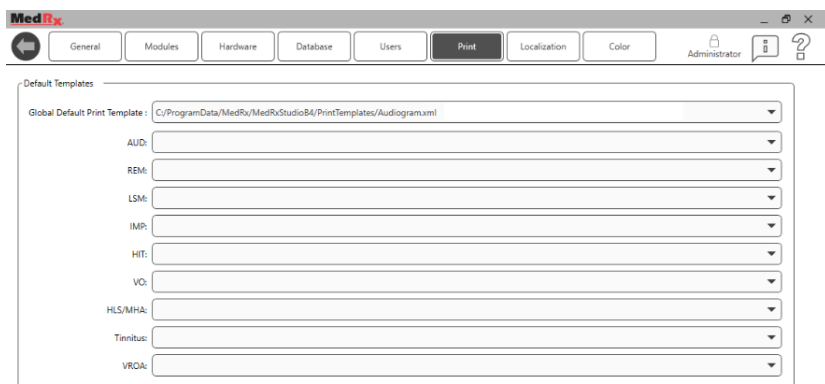 MedRx
General Modules Hardware Database Users Print Localization Color Administrator
Default Templates
Global Default Print Template : C:/ProgramData/MedRx/MedRxStudioB4/PrintTemplates/Audiogram.xml
AUD:
REM:
LSM:
IMP:
HIT:
VO:
HLS/MHA:
Tinnitus:
VROA: